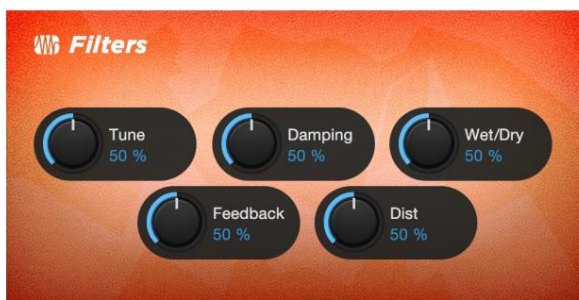 Filters
Tune
50 %
Damping
50 %
Wet/Dry
50 %
Feedback
50 %
Dist
50 %